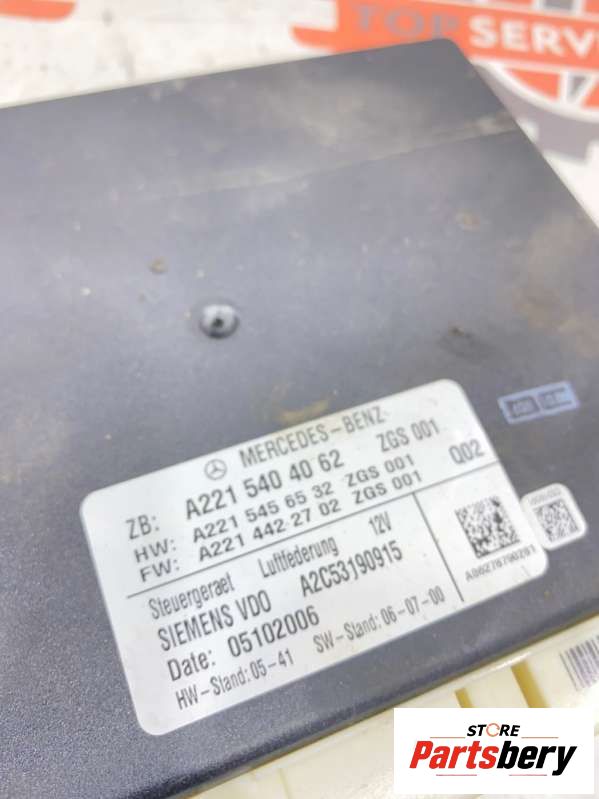 TOP
SERV
MERCEDES-BENZ
ZB: A221 540 40 62 ZGS 001
HW: A221 545 65 32 ZGS 001
FW: A221 442 27 02 ZGS 001 Q02
Steuergeraet Luftfederung 12V
SIEMENS VDO A2C53190915
Date: 05102006
HW-Stand: 05-41 SW-Stand: 06-07-00
STORE
Partsbery